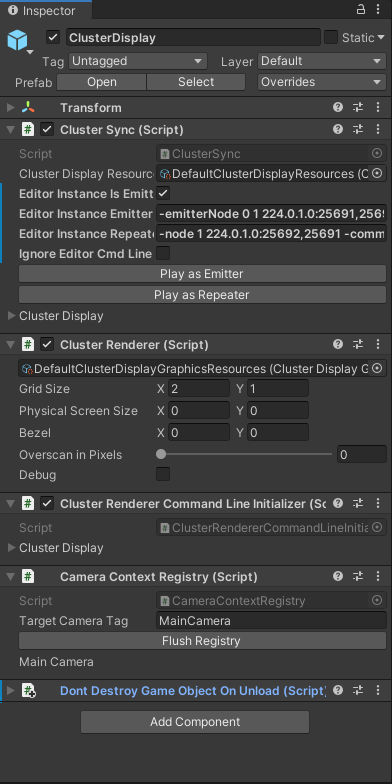 Inspector
ClusterDisplay Static
Tag Untagged Layer Default
Prefab Open Select Overrides
Transform
Cluster Sync (Script)
Script ClusterSync
Cluster Display Resourc DefaultClusterDisplayResources (C
Editor Instance Is Emitt
Editor Instance Emitter -emitterNode 0 1 224.0.1.0:25691,2569
Editor Instance Repeate -node 1 224.0.1.0:25692,25691 -comm
Ignore Editor Cmd Line
Play as Emitter
Play as Repeater
Cluster Display
Cluster Renderer (Script)
DefaultClusterDisplayGraphicsResources (Cluster Display G
Grid Size X 2 Y 1
Physical Screen Size X 0 Y 0
Bezel X 0 Y 0
Overscan in Pixels 0
Debug
Cluster Renderer Command Line Initializer (Sc
Script ClusterRendererCommandLineInitia
Cluster Display
Camera Context Registry (Script)
Script CameraContextRegistry
Target Camera Tag MainCamera
Flush Registry
Main Camera
Dont Destroy Game Object On Unload (Script)
Add Component